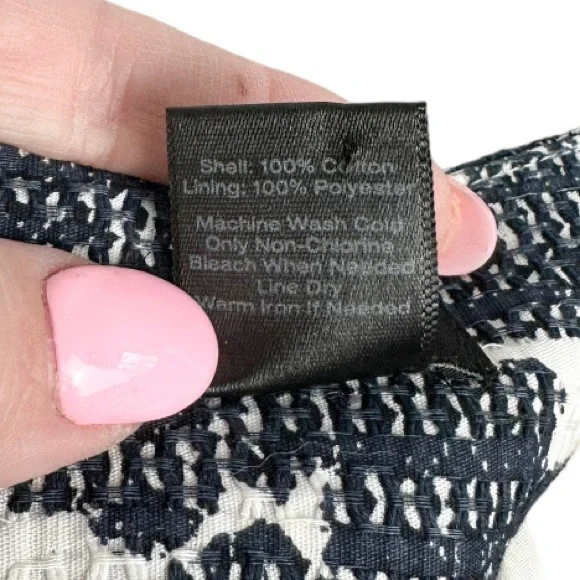 Shell: 100% Cotton
Lining: 100% Polyester
Machine Wash Cold
Only Non-Chlorine
Bleach When Needed
Line Dry
Warm Iron If Needed